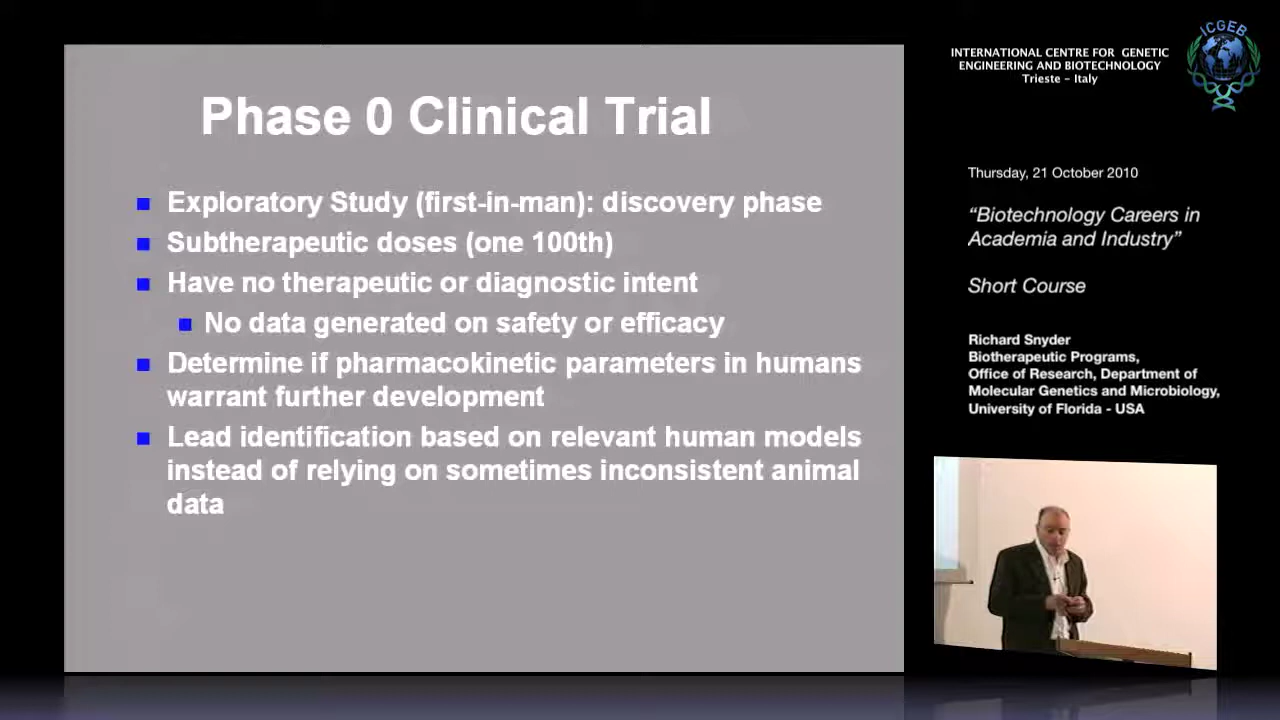 Phase 0 Clinical Trial
Exploratory Study (first-in-man): discovery phase
Subtherapeutic doses (one 100th)
Have no therapeutic or diagnostic intent
No data generated on safety or efficacy
Determine if pharmacokinetic parameters in humans
warrant further development
Lead identification based on relevant human models
instead of relying on sometimes inconsistent animal
data
INTERNATIONAL CENTRE FOR GENETIC
ENGINEERING AND BIOTECHNOLOGY
Trieste - Italy
ICGEB
Thursday, 21 October 2010
“Biotechnology Careers in
Academia and Industry”
Short Course
Richard Snyder
Biotherapeutic Programs,
Office of Research, Department of
Molecular Genetics and Microbiology,
University of Florida - USA